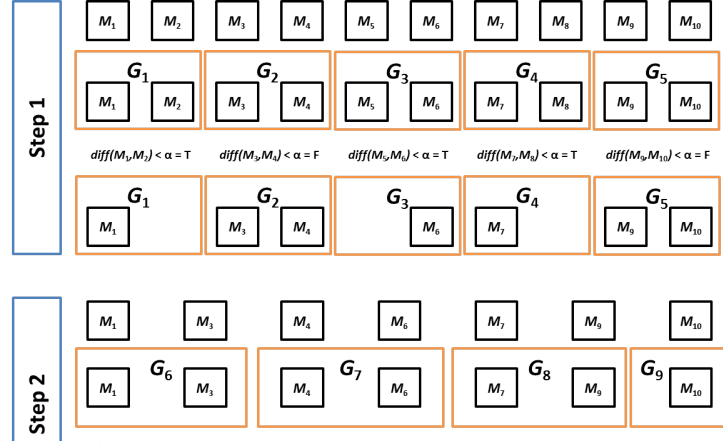 Step 1
M1 M2 M3 M4 M5 M6 M7 M8 M9 M10
G1 G2 G3 G4 G5
M1 M2 M3 M4 M5 M6 M7 M8 M9 M10
diff(M1,M2) < α = T diff(M3,M4) < α = F diff(M5,M6) < α = T diff(M7,M8) < α = T diff(M9,M10) < α = F
G1 G2 G3 G4 G5
M1 M3 M4 M6 M7 M9 M10
Step 2
M1 M3 M4 M6 M7 M9 M10
G6 G7 G8 G9
M1 M3 M4 M6 M7 M9 M10